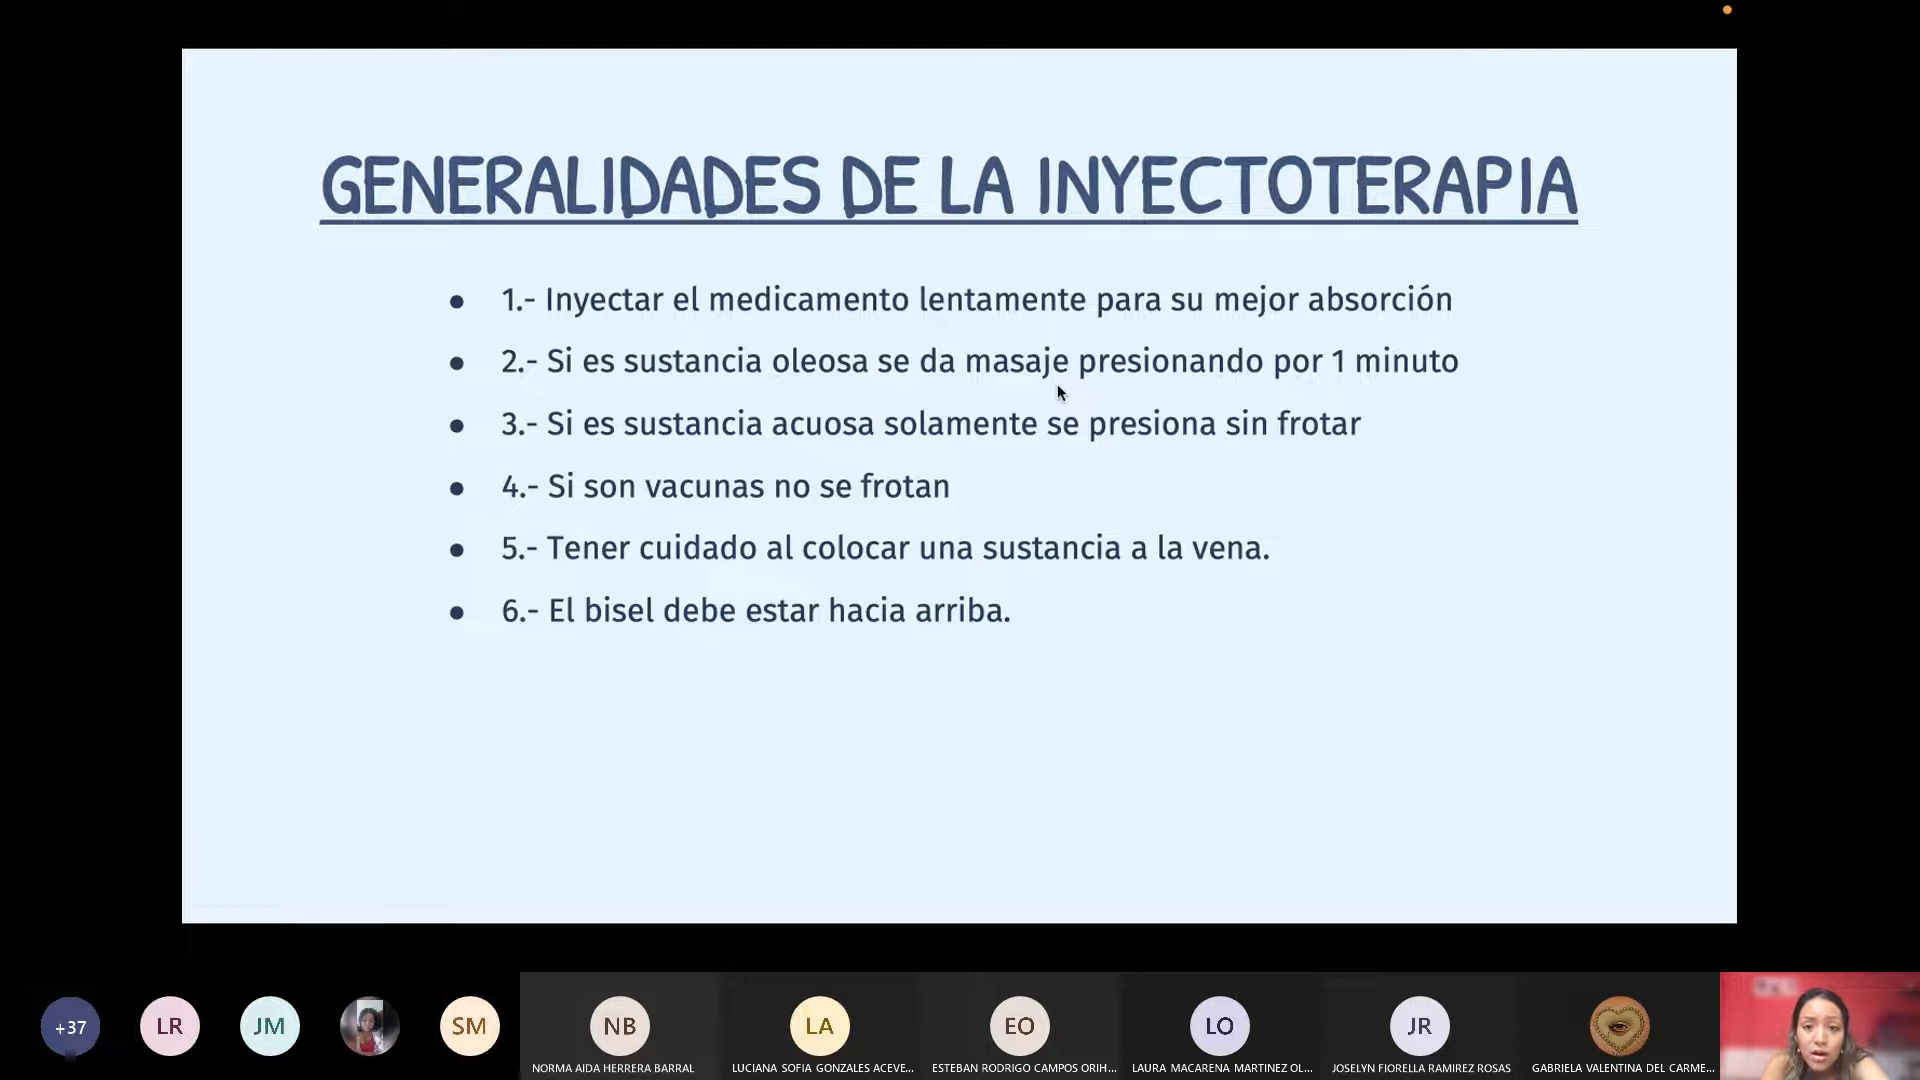 GENERALIDADES DE LA INYECTOTERAPIA
● 1.- Inyectar el medicamento lentamente para su mejor absorción
● 2.- Si es sustancia oleosa se da masaje presionando por 1 minuto
● 3.- Si es sustancia acuosa solamente se presiona sin frotar
● 4.- Si son vacunas no se frotan
● 5.- Tener cuidado al colocar una sustancia a la vena.
● 6.- El bisel debe estar hacia arriba.
+37
LR
JM
SM
NB
LA
EO
LO
JR
NORMA AIDA HERRERA BARRAL
LUCIANA SOFIA GONZALES ACEVE...
ESTEBAN RODRIGO CAMPOS ORIH...
LAURA MACARENA MARTINEZ OL...
JOSELYN FIORELLA RAMIREZ ROSAS
GABRIELA VALENTINA DEL CARME...